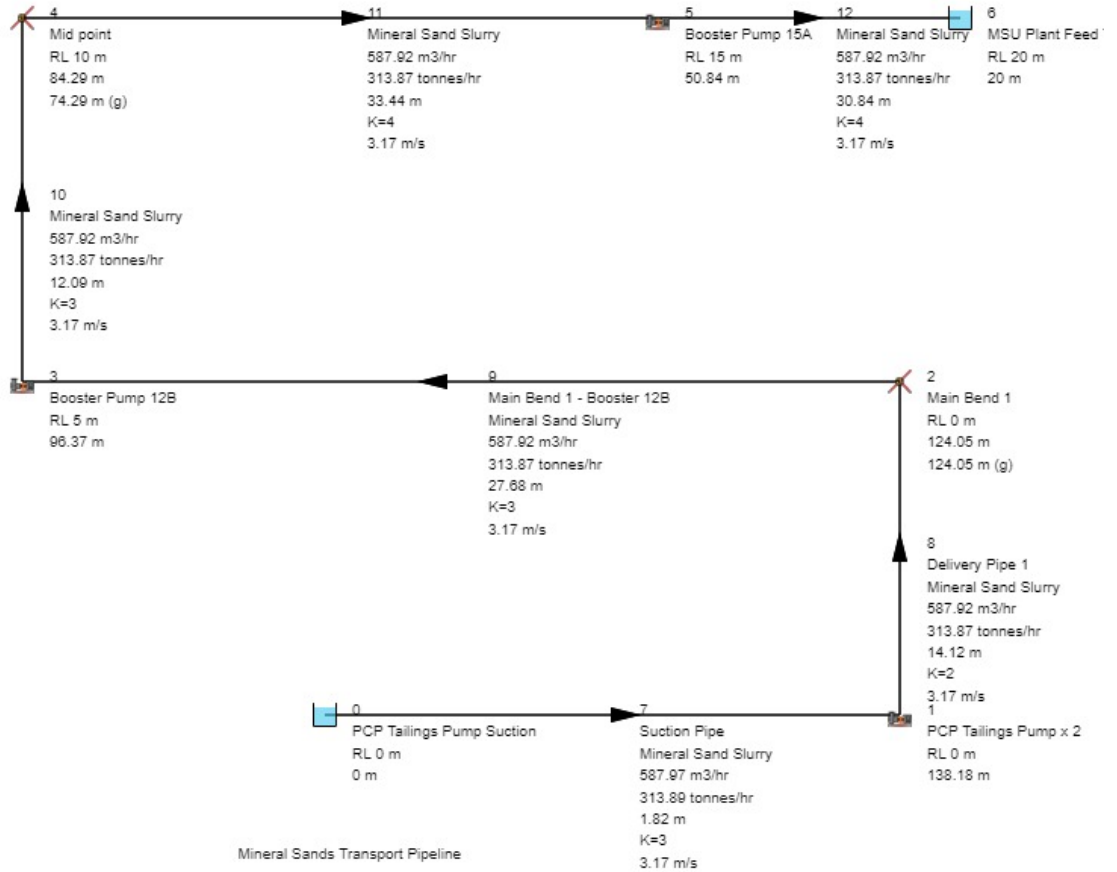 4
Mid point
RL 10 m
84.29 m
74.29 m (g)
11
Mineral Sand Slurry
587.92 m3/hr
313.87 tonnes/hr
33.44 m
K=4
3.17 m/s
5
Booster Pump 15A
RL 15 m
50.84 m
12
Mineral Sand Slurry
587.92 m3/hr
313.87 tonnes/hr
30.84 m
K=4
3.17 m/s
6
MSU Plant Feed
RL 20 m
20 m
10
Mineral Sand Slurry
587.92 m3/hr
313.87 tonnes/hr
12.09 m
K=3
3.17 m/s
3
Booster Pump 12B
RL 5 m
96.37 m
9
Main Bend 1 - Booster 12B
Mineral Sand Slurry
587.92 m3/hr
313.87 tonnes/hr
27.68 m
K=3
3.17 m/s
2
Main Bend 1
RL 0 m
124.05 m
124.05 m (g)
8
Delivery Pipe 1
Mineral Sand Slurry
587.92 m3/hr
313.87 tonnes/hr
14.12 m
K=2
3.17 m/s
0
PCP Tailings Pump Suction
RL 0 m
0 m
7
Suction Pipe
Mineral Sand Slurry
587.97 m3/hr
313.89 tonnes/hr
1.82 m
K=3
3.17 m/s
1
PCP Tailings Pump x 2
RL 0 m
138.18 m
Mineral Sands Transport Pipeline